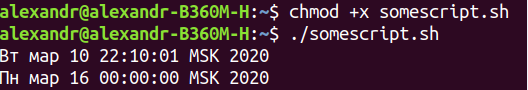 alexandr@alexandr-B360M-H:~$ chmod +x somescript.sh
alexandr@alexandr-B360M-H:~$ ./somescript.sh
Вт мар 10 22:10:01 MSK 2020
Пн мар 16 00:00:00 MSK 2020